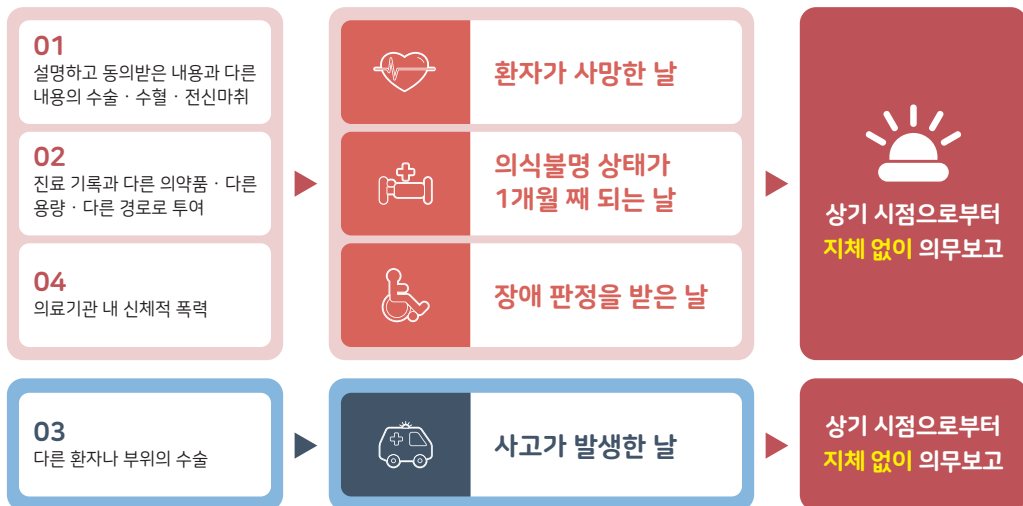 01
설명하고 동의받은 내용과 다른
내용의 수술 · 수혈 · 전신마취
02
진료 기록과 다른 의약품 · 다른
용량 · 다른 경로로 투여
04
의료기관 내 신체적 폭력
환자가 사망한 날
의식불명 상태가
1개월 째 되는 날
장애 판정을 받은 날
상기 시점으로부터
지체 없이 의무보고
03
다른 환자나 부위의 수술
사고가 발생한 날
상기 시점으로부터
지체 없이 의무보고